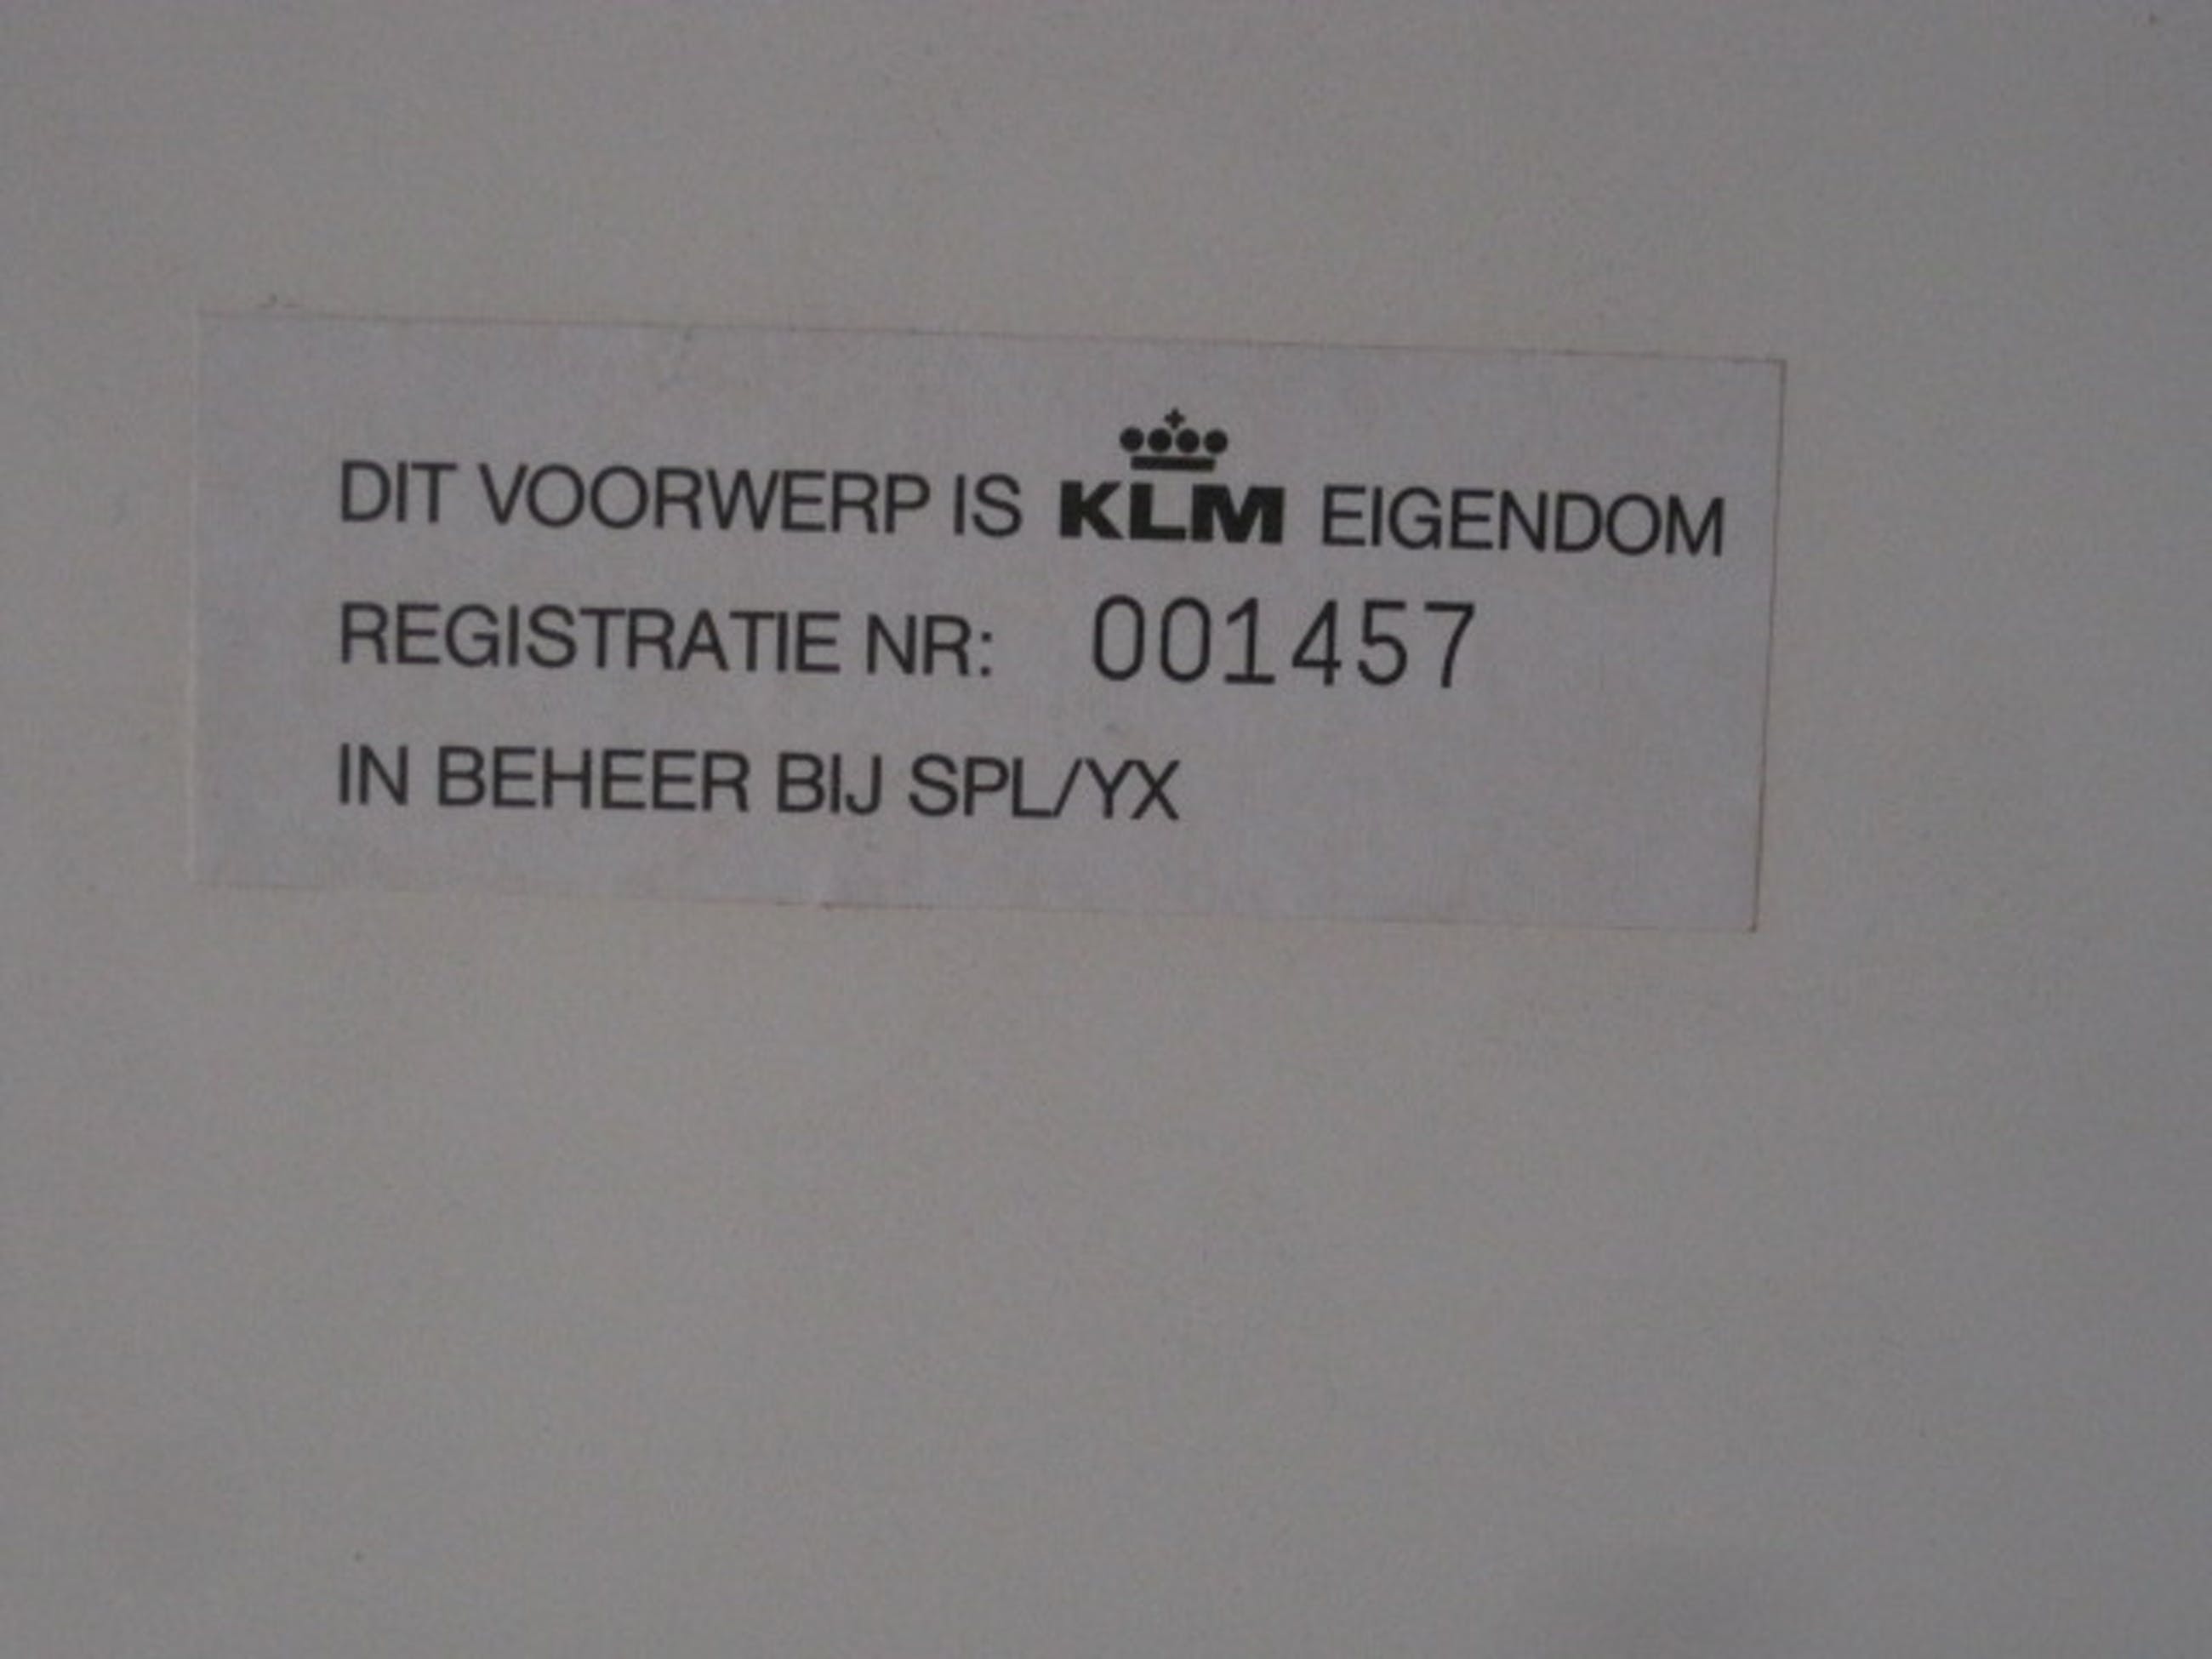 DIT VOORWERP IS KLM EIGENDOM
REGISTRATIE NR: 001457
IN BEHEER BIJ SPL/YX